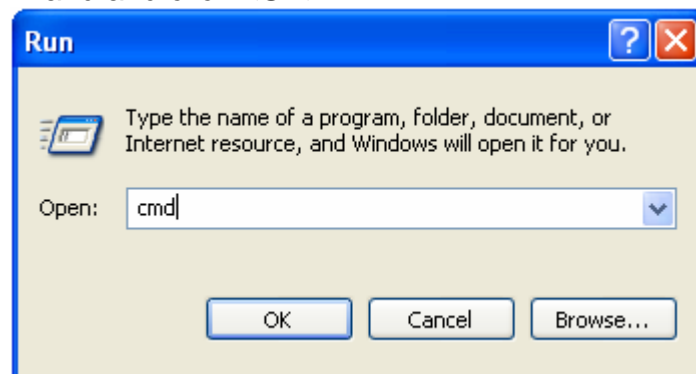 Run
Type the name of a program, folder, document, or
Internet resource, and Windows will open it for you.
Open: cmd
OK Cancel Browse...